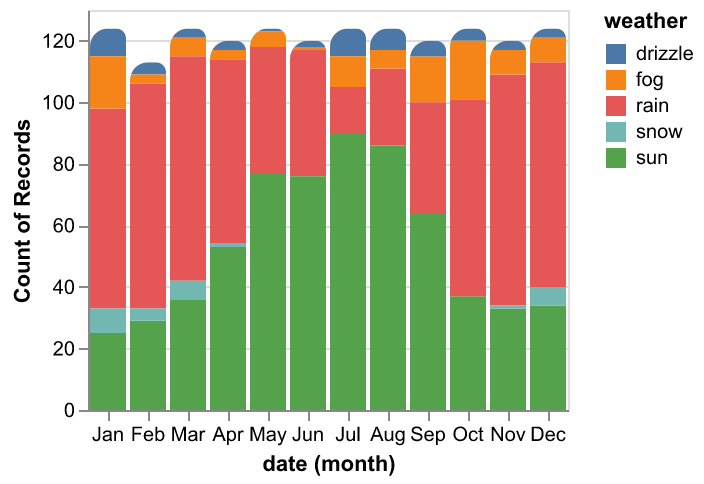 weather
drizzle
fog
rain
snow
sun
Count of Records
120
100
80
60
40
20
0
Jan Feb Mar Apr May Jun Jul Aug Sep Oct Nov Dec
date (month)